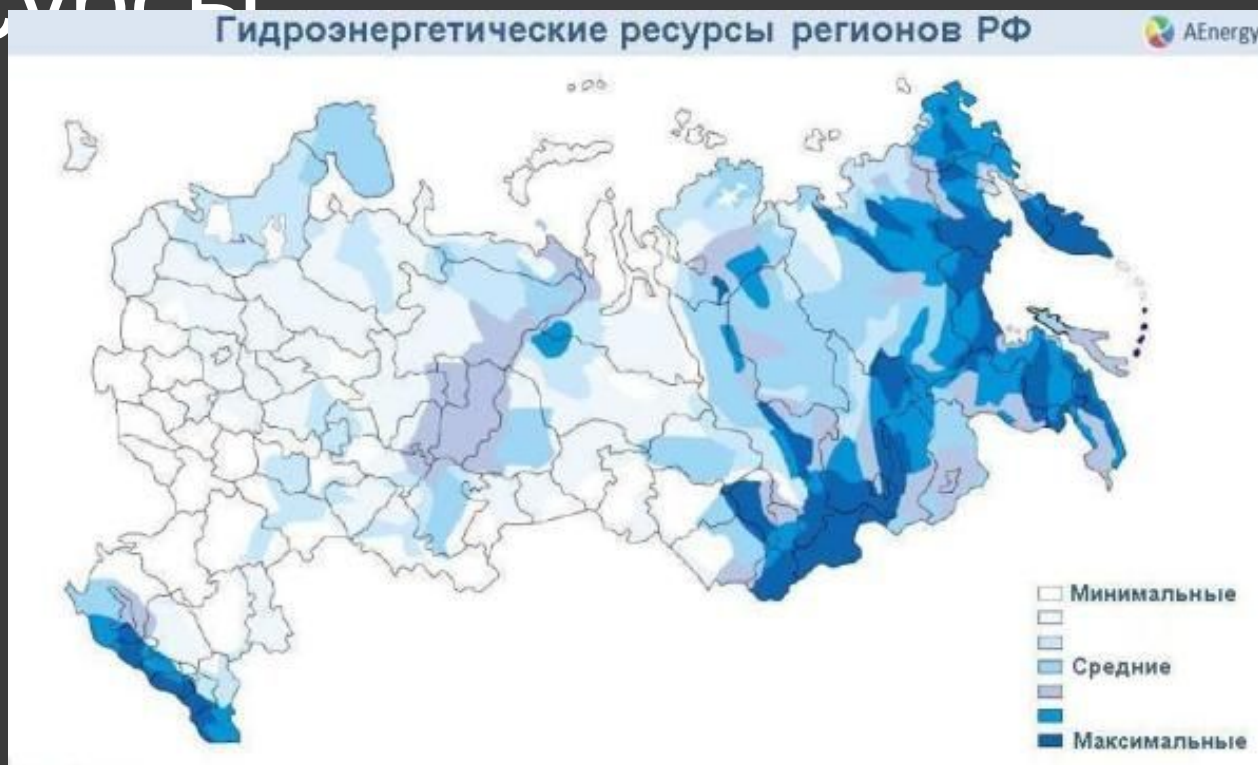 Гидроэнергетические ресурсы регионов РФ
AEnergy
Минимальные
Средние
Максимальные